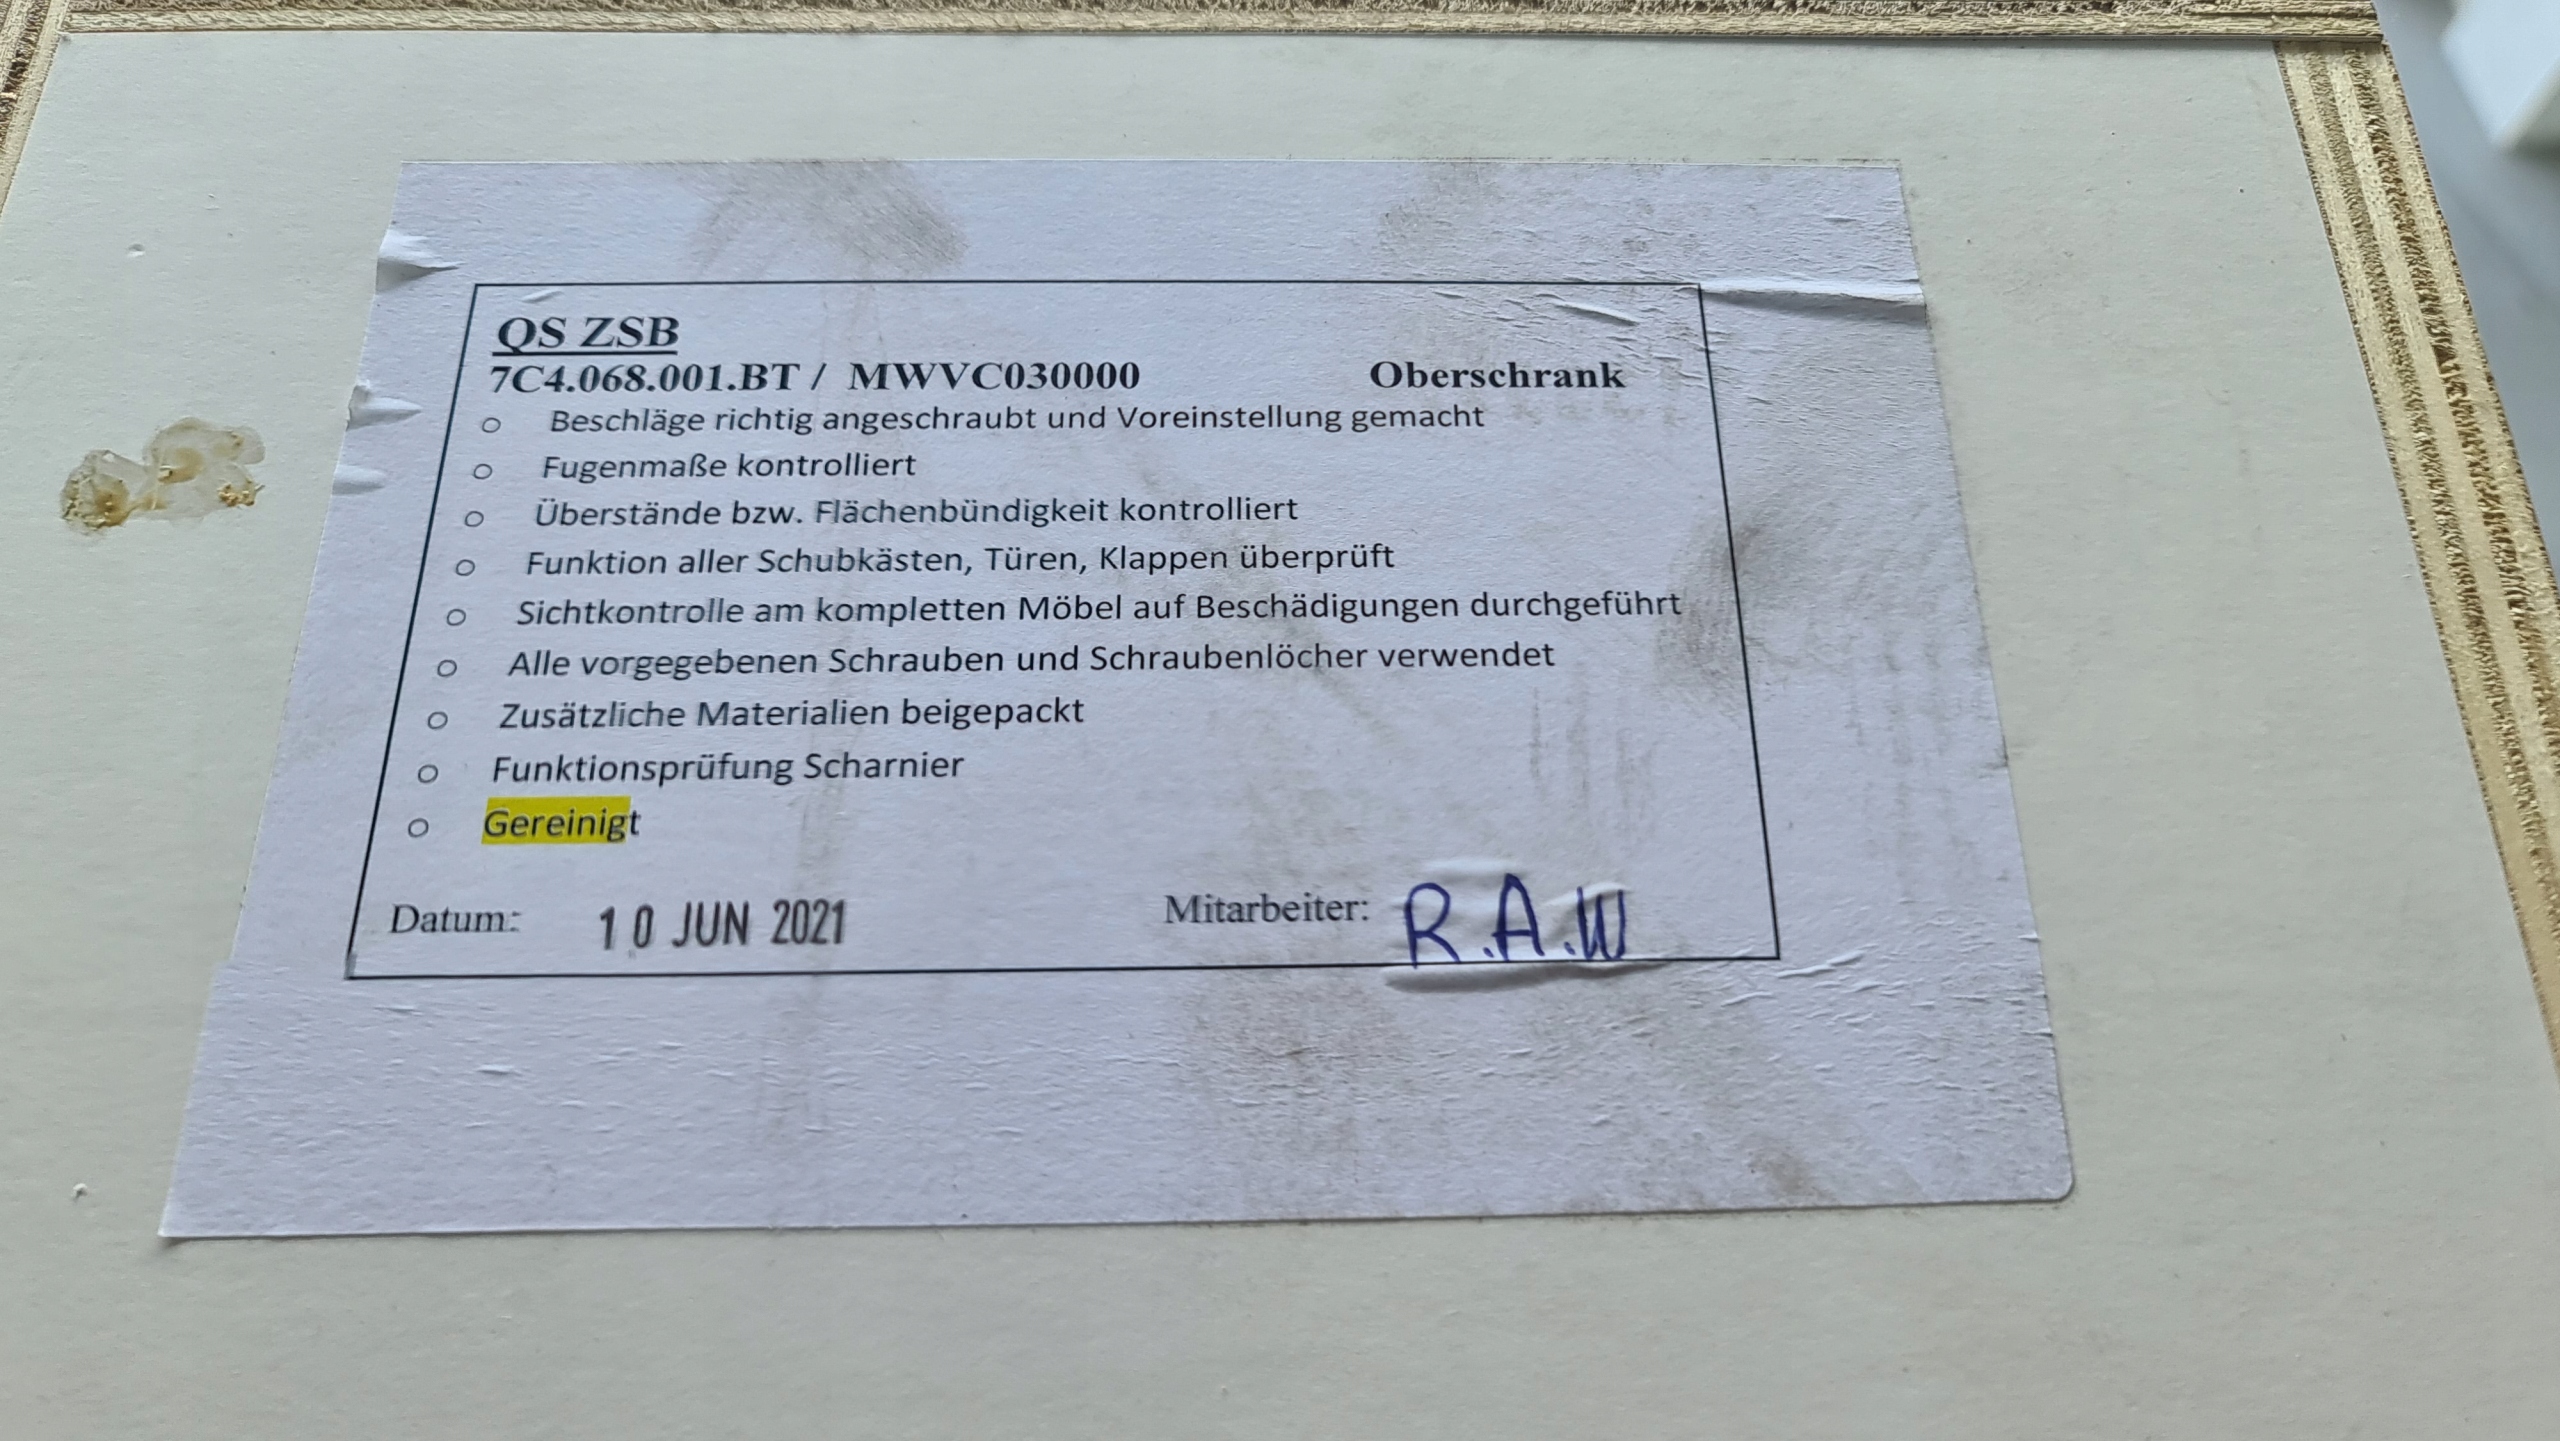 QS ZSB
7C4.068.001.BT / MWVC030000 Oberschrank
○ Beschläge richtig angeschraubt und Voreinstellung gemacht
○ Fugenmaße kontrolliert
○ Überstände bzw. Flächenbündigkeit kontrolliert
○ Funktion aller Schubkästen, Türen, Klappen überprüft
○ Sichtkontrolle am kompletten Möbel auf Beschädigungen durchgeführt
○ Alle vorgegebenen Schrauben und Schraubenlöcher verwendet
○ Zusätzliche Materialien beigepackt
○ Funktionsprüfung Scharnier
○ Gereinigt
Datum: 10 JUN 2021 Mitarbeiter: R.A.W